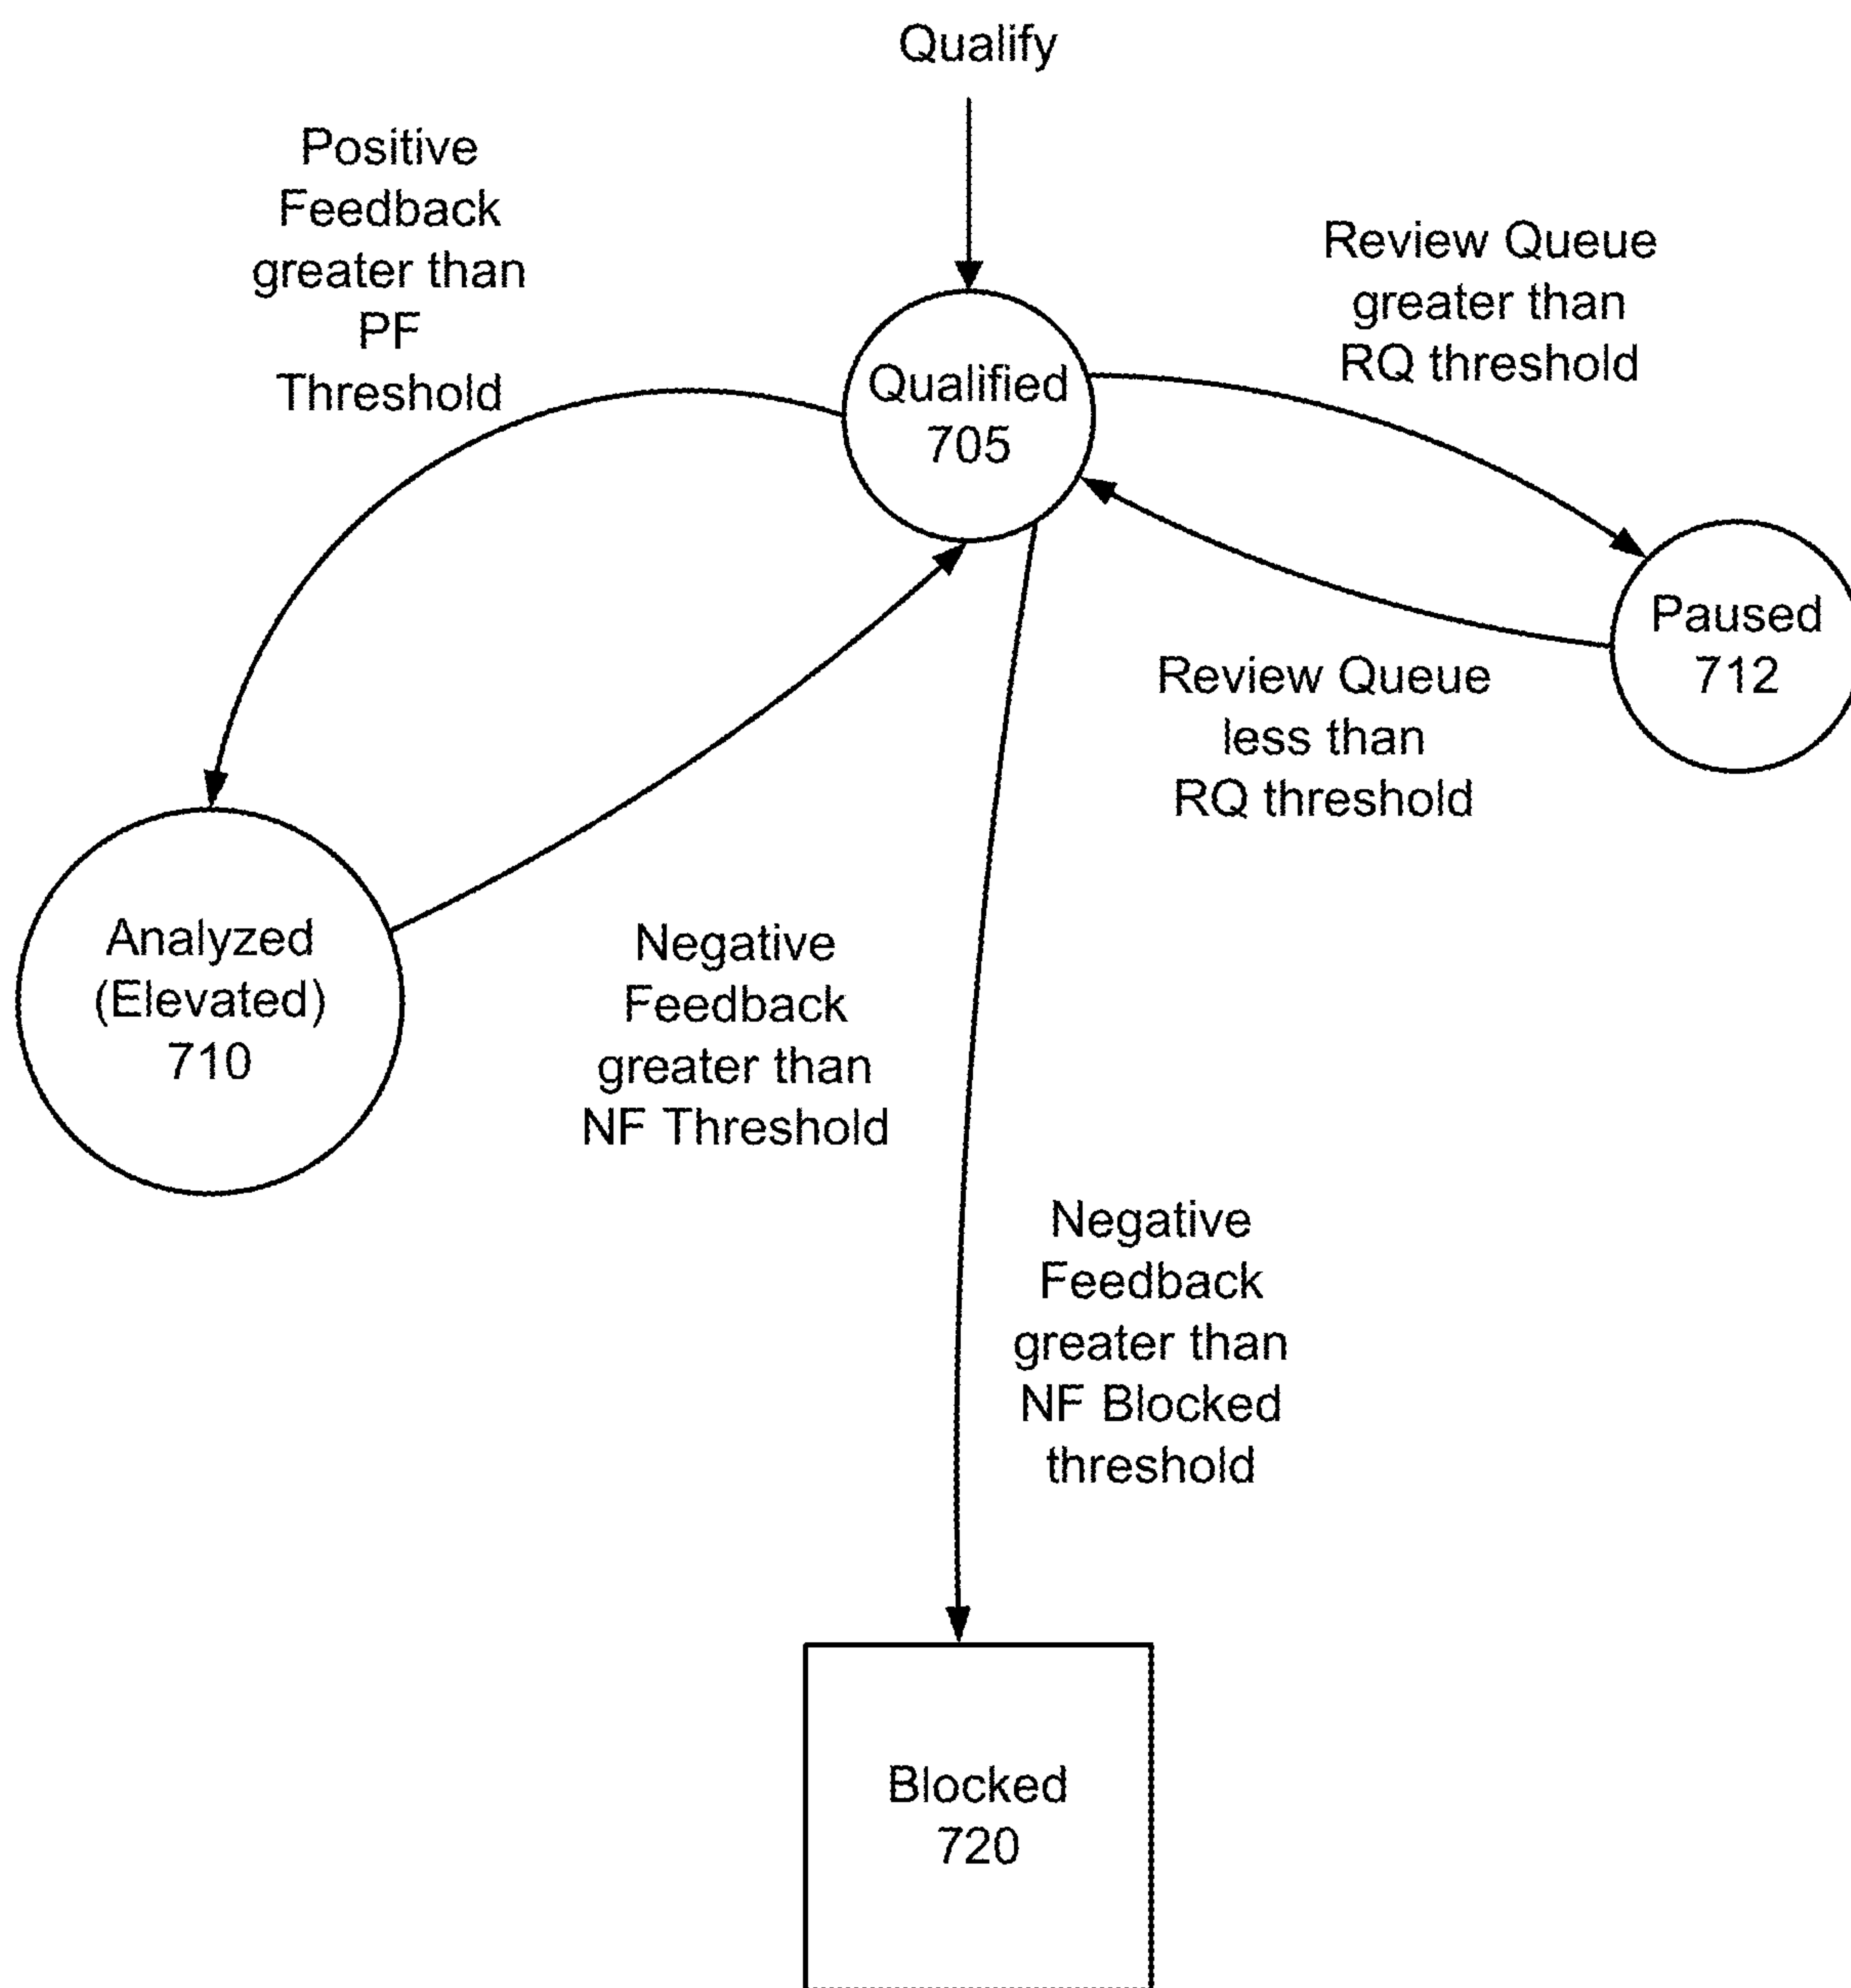 Qualify
Positive
Feedback
greater than
PF
Threshold
Review Queue
greater than
RQ threshold
Qualified
705
Paused
712
Review Queue
less than
RQ threshold
Analyzed
(Elevated)
710
Negative
Feedback
greater than
NF Threshold
Negative
Feedback
greater than
NF Blocked
threshold
Blocked
720